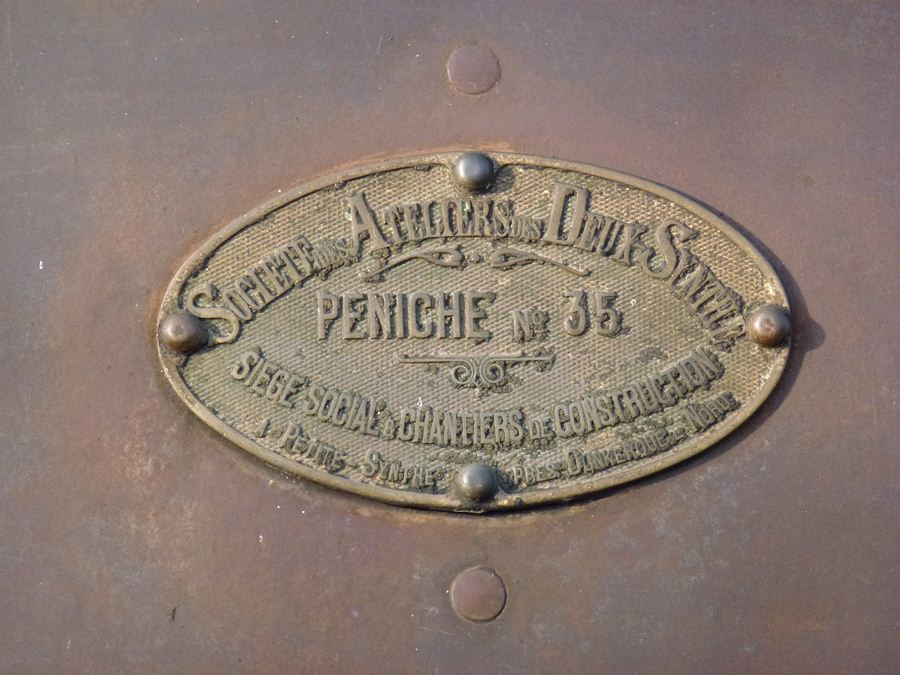 SOCIETE DES ATELIERS DES DEUX-SYNTHE
PENICHE No 35
SIEGE SOCIAL & CHANTIERS DE CONSTRUCTION
PETITE-SYNTHE PRES DUNKERQUE - NORD